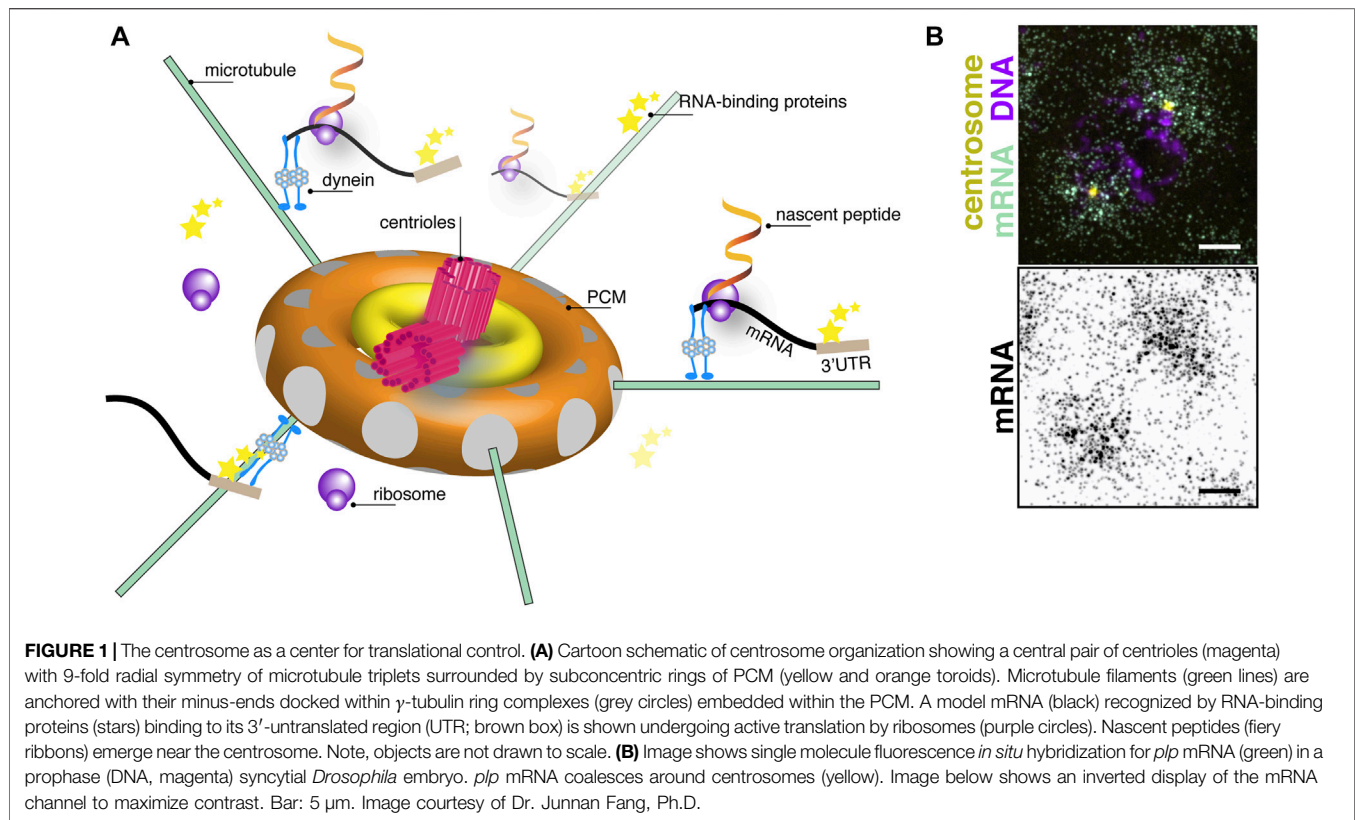 A
microtubule
RNA-binding proteins
dynein
nascent peptide
centrioles
PCM
mRNA
3'UTR
ribosome
B
centrosome
mRNA DNA
mRNA
FIGURE 1 | The centrosome as a center for translational control. (A) Cartoon schematic of centrosome organization showing a central pair of centrioles (magenta)
with 9-fold radial symmetry of microtubule triplets surrounded by subconcentric rings of PCM (yellow and orange toroids). Microtubule filaments (green lines) are
anchored with their minus-ends docked within γ-tubulin ring complexes (grey circles) embedded within the PCM. A model mRNA (black) recognized by RNA-binding
proteins (stars) binding to its 3′-untranslated region (UTR; brown box) is shown undergoing active translation by ribosomes (purple circles). Nascent peptides (fiery
ribbons) emerge near the centrosome. Note, objects are not drawn to scale. (B) Image shows single molecule fluorescence in situ hybridization for plp mRNA (green) in a
prophase (DNA, magenta) syncytial Drosophila embryo. plp mRNA coalesces around centrosomes (yellow). Image below shows an inverted display of the mRNA
channel to maximize contrast. Bar: 5 μm. Image courtesy of Dr. Junnan Fang, Ph.D.